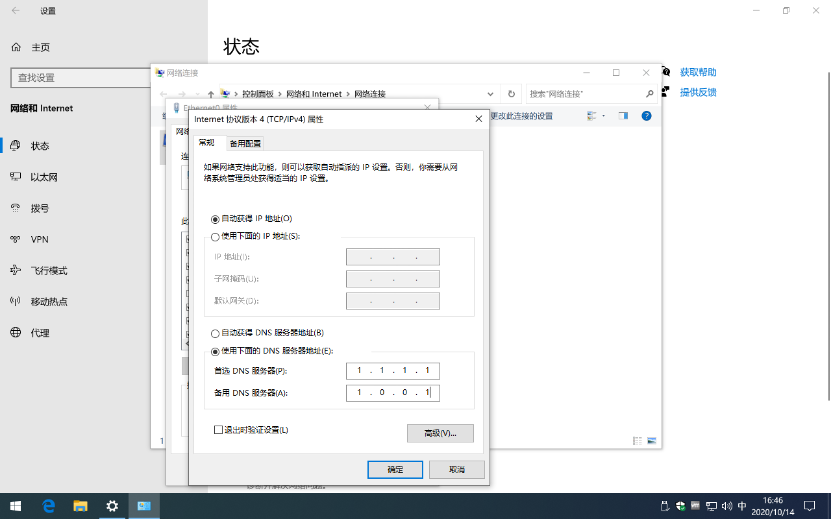 设置
主页
查找设置
网络和 Internet
状态
以太网
拨号
VPN
飞行模式
移动热点
代理
状态
获取帮助
提供反馈
网络连接
控制面板 › 网络和 Internet › 网络连接
搜索"网络连接"
更改此连接的设置
Ethernet0 属性
Internet 协议版本 4 (TCP/IPv4) 属性
常规
备用配置
如果网络支持此功能，则可以获取自动指派的 IP 设置。否则，你需要从网
络系统管理员处获得适当的 IP 设置。
自动获得 IP 地址(O)
使用下面的 IP 地址(S):
IP 地址(I):
子网掩码(U):
默认网关(D):
自动获得 DNS 服务器地址(B)
使用下面的 DNS 服务器地址(E):
首选 DNS 服务器(P):
1 . 1 . 1 . 1
备用 DNS 服务器(A):
1 . 0 . 0 . 1
退出时验证设置(L)
高级(V)...
确定
取消
中
16:46
2020/10/14